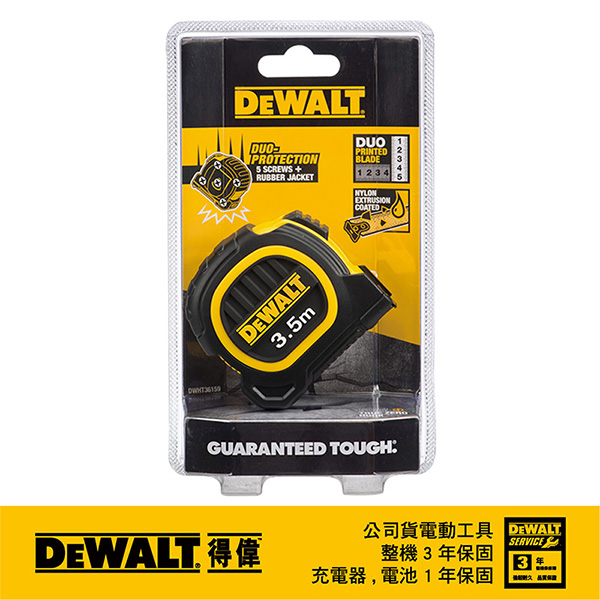 DEWALT
DUO-
PROTECTION
5 SCREWS +
RUBBER JACKET
DUO
PRINTED
BLADE
1 2 3 4
1
2
3
4
5
NYLON
EXTRUSION
COATED
DEWALT
3.5m
DWHT36159
GUARANTEED TOUGH.®
DEWALT® 得偉
公司貨電動工具
整機3年保固
充電器,電池1年保固
DEWALT
SERVICE
3年